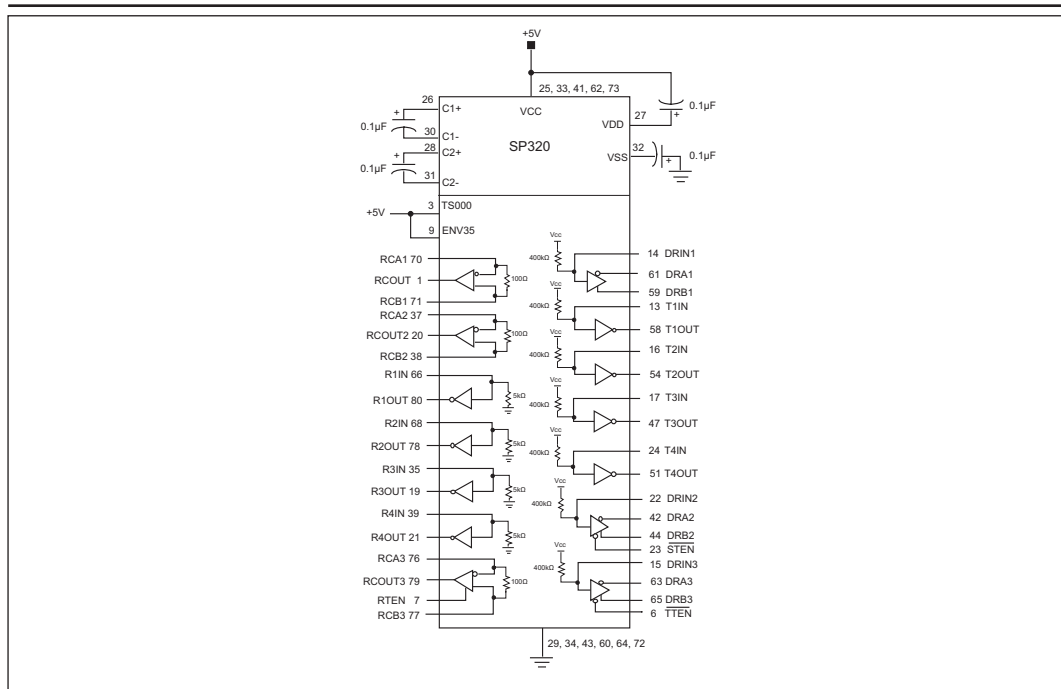 +5V
25, 33, 41, 62, 73
26
C1+
VCC
27
VDD
0.1µF
+
+
0.1µF
30
C1-
28
C2+
SP320
32
VSS
+
0.1µF
+
0.1µF
31
C2-
+5V
3
TS000
9
ENV35
RCA1 70
RCOUT 1
100Ω
RCB1 71
RCA2 37
RCOUT2 20
100Ω
RCB2 38
R1IN 66
5kΩ
R1OUT 80
R2IN 68
5kΩ
R2OUT 78
R3IN 35
5kΩ
R3OUT 19
R4IN 39
5kΩ
R4OUT 21
RCA3 76
RCOUT3 79
100Ω
RTEN 7
RCB3 77
Vcc
400kΩ
14 DRIN1
61 DRA1
59 DRB1
Vcc
400kΩ
13 T1IN
58 T1OUT
Vcc
400kΩ
16 T2IN
54 T2OUT
Vcc
400kΩ
17 T3IN
47 T3OUT
Vcc
400kΩ
24 T4IN
51 T4OUT
Vcc
400kΩ
22 DRIN2
42 DRA2
44 DRB2
23 STEN
Vcc
400kΩ
15 DRIN3
63 DRA3
65 DRB3
6 TTEN
29, 34, 43, 60, 64, 72